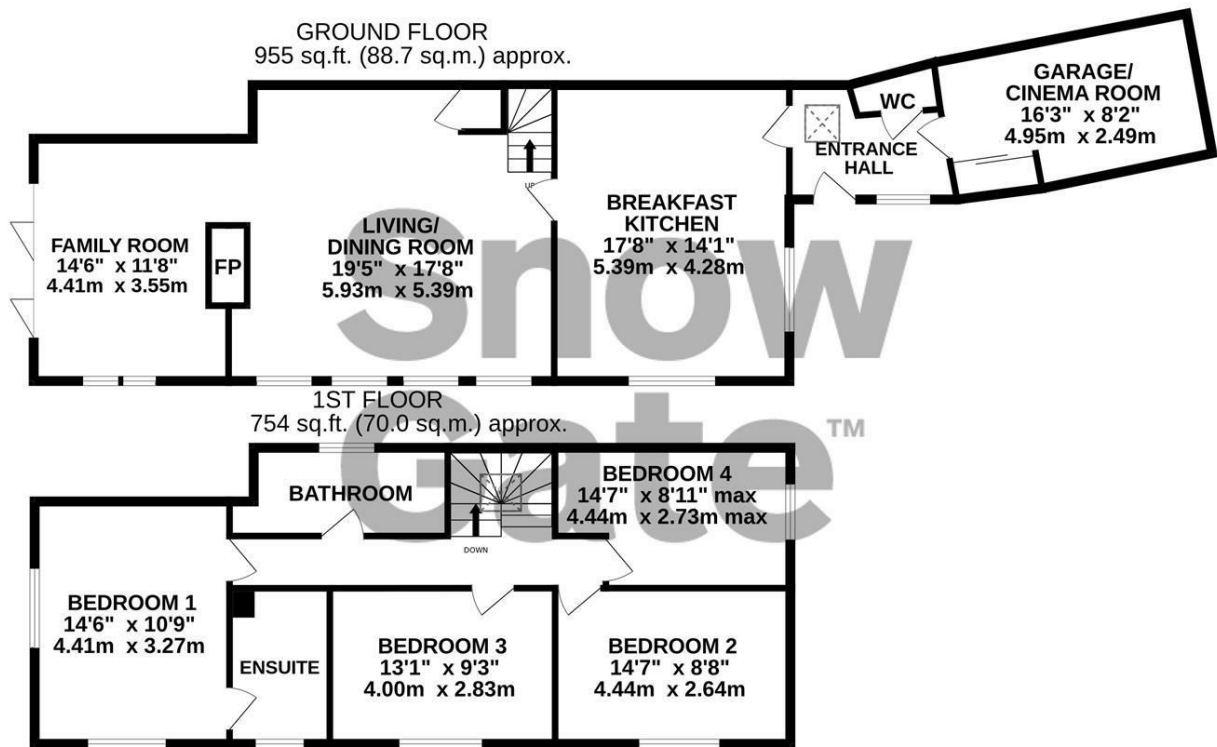 GROUND FLOOR
955 sq.ft. (88.7 sq.m.) approx.
GARAGE/
CINEMA ROOM
16'3" x 8'2"
4.95m x 2.49m
WC
ENTRANCE
HALL
UP
BREAKFAST
KITCHEN
17'8" x 14'1"
5.39m x 4.28m
LIVING/
DINING ROOM
19'5" x 17'8"
5.93m x 5.39m
FAMILY ROOM
14'6" x 11'8"
4.41m x 3.55m
FP
Snow
Gate™
1ST FLOOR
754 sq.ft. (70.0 sq.m.) approx.
BATHROOM
BEDROOM 4
14'7" x 8'11" max
4.44m x 2.73m max
DOWN
BEDROOM 1
14'6" x 10'9"
4.41m x 3.27m
ENSUITE
BEDROOM 3
13'1" x 9'3"
4.00m x 2.83m
BEDROOM 2
14'7" x 8'8"
4.44m x 2.64m